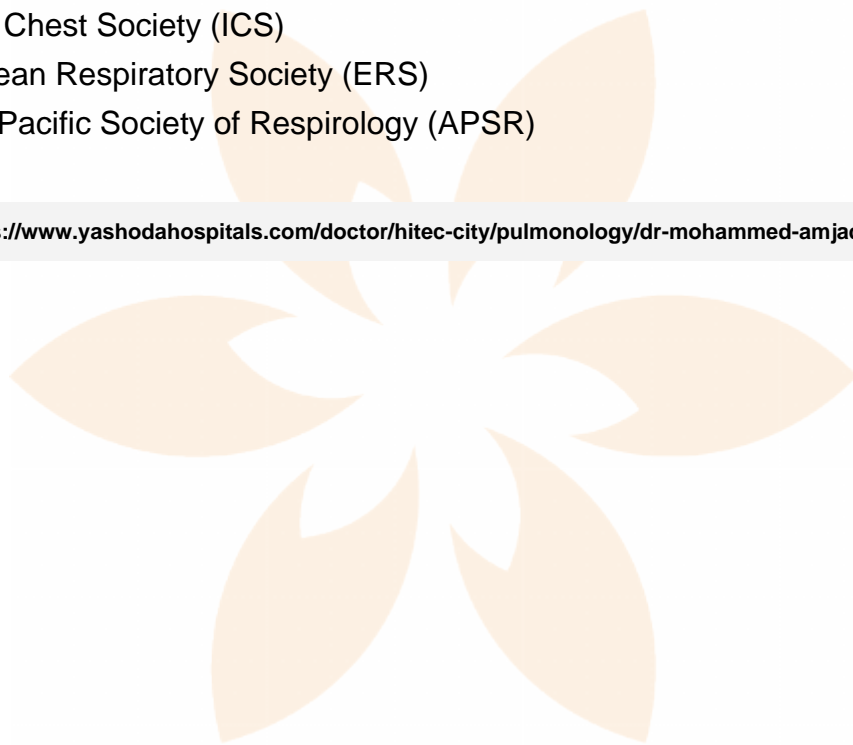 Chest Society (ICS)
ean Respiratory Society (ERS)
Pacific Society of Respirology (APSR)
s://www.yashodahospitals.com/doctor/hitec-city/pulmonology/dr-mohammed-amja